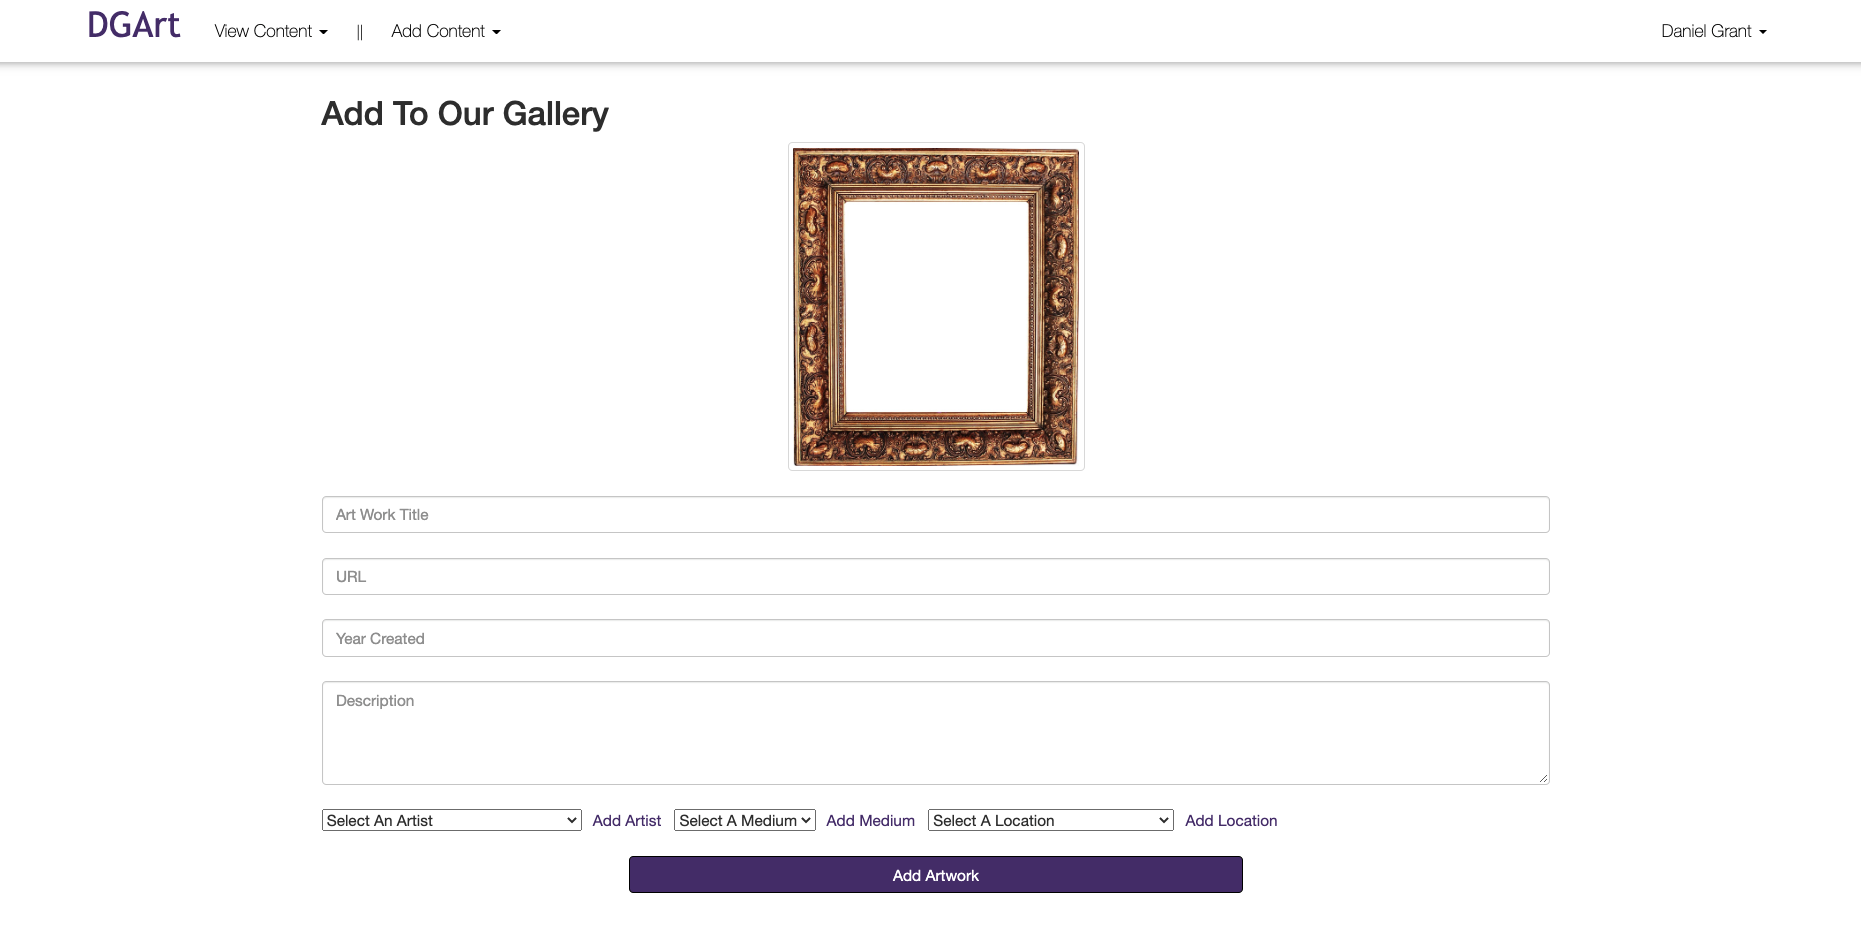 DGArt View Content || Add Content Daniel Grant
Add To Our Gallery
Art Work Title
URL
Year Created
Description
Select An Artist Add Artist Select A Medium Add Medium Select A Location Add Location
Add Artwork